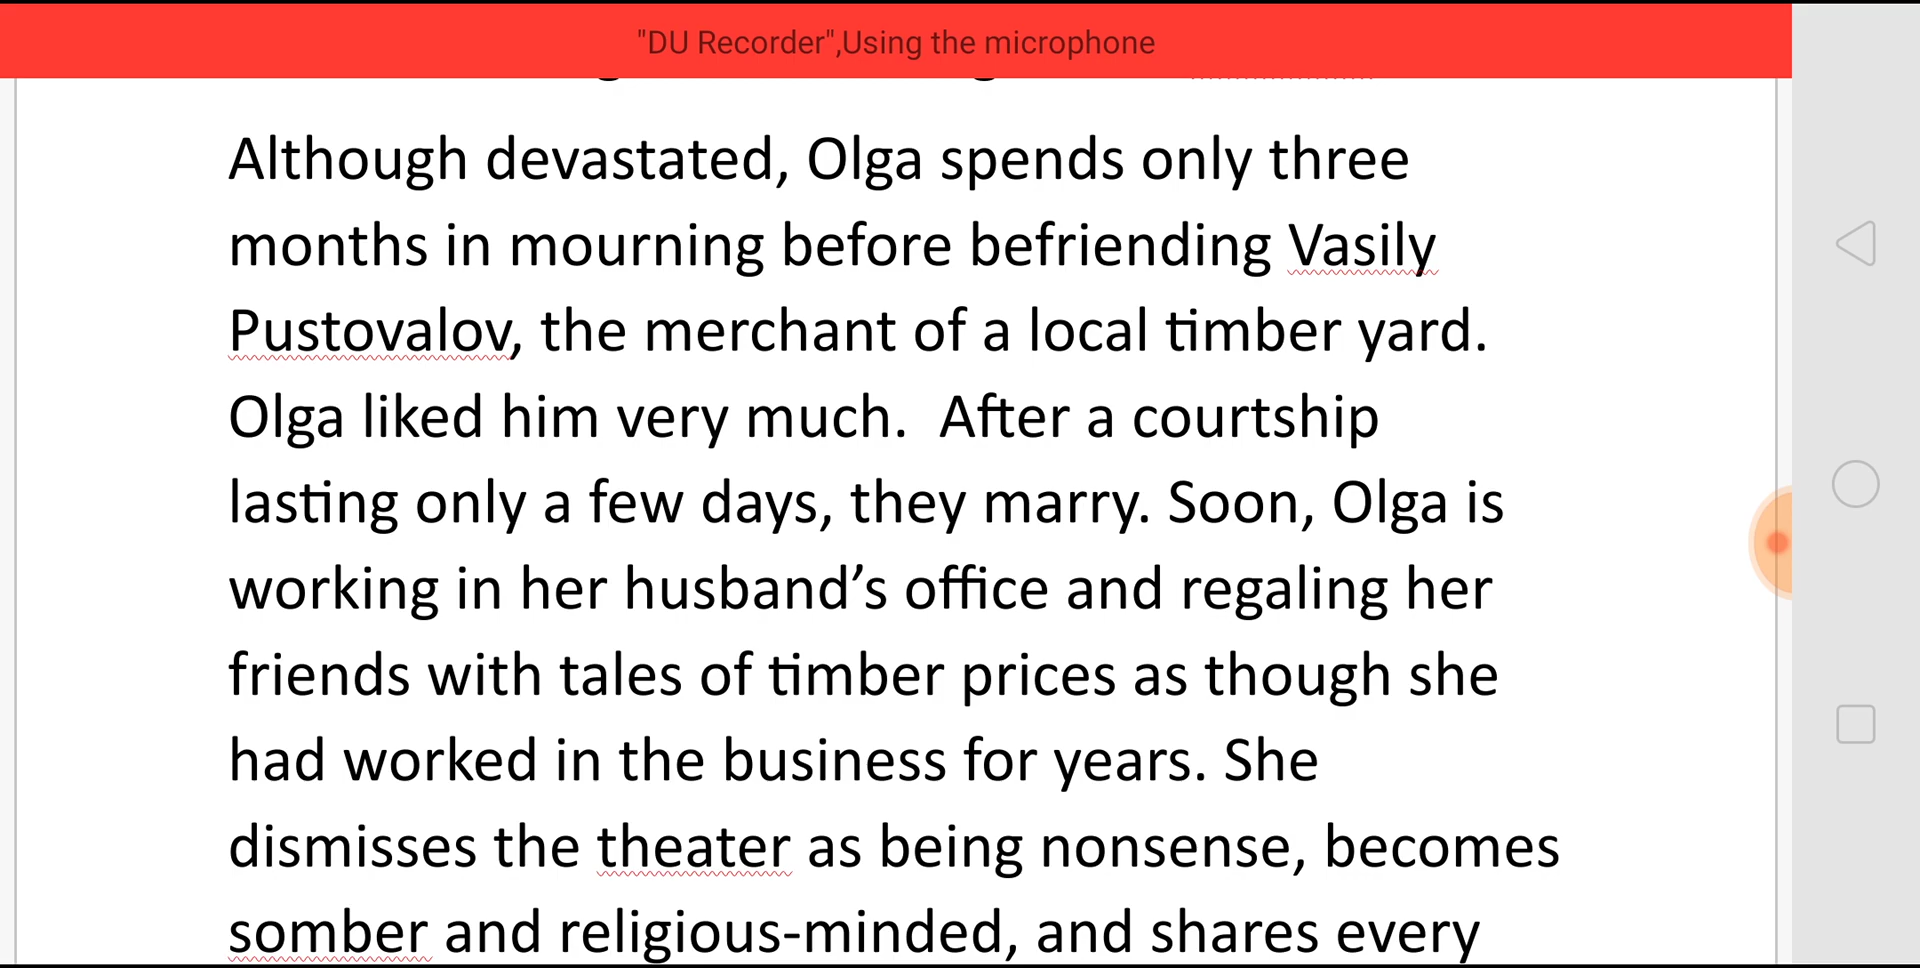 "DU Recorder",Using the microphone
Although devastated, Olga spends only three
months in mourning before befriending Vasily
Pustovalov, the merchant of a local timber yard.
Olga liked him very much.  After a courtship
lasting only a few days, they marry. Soon, Olga is
working in her husband’s office and regaling her
friends with tales of timber prices as though she
had worked in the business for years. She
dismisses the theater as being nonsense, becomes
somber and religious-minded, and shares every